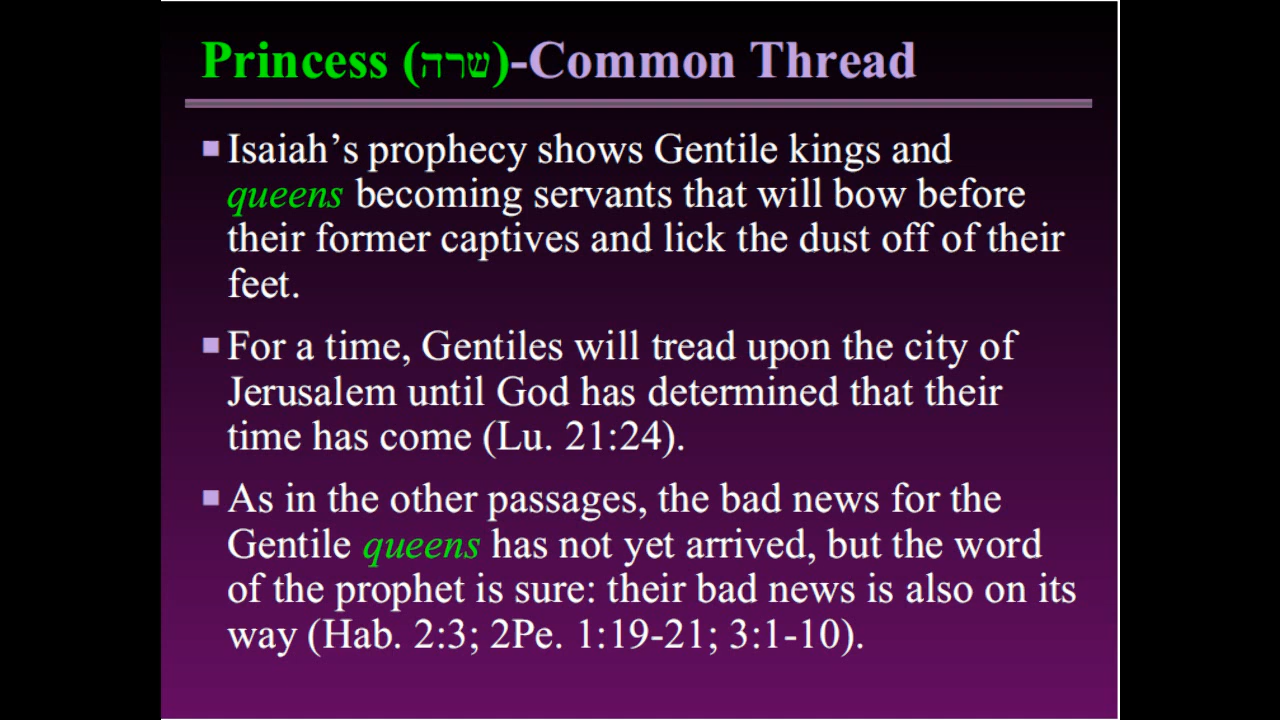 Princess (שרה)-Common Thread
Isaiah’s prophecy shows Gentile kings and
queens becoming servants that will bow before
their former captives and lick the dust off of their
feet.
For a time, Gentiles will tread upon the city of
Jerusalem until God has determined that their
time has come (Lu. 21:24).
As in the other passages, the bad news for the
Gentile queens has not yet arrived, but the word
of the prophet is sure: their bad news is also on its
way (Hab. 2:3; 2Pe. 1:19-21; 3:1-10).